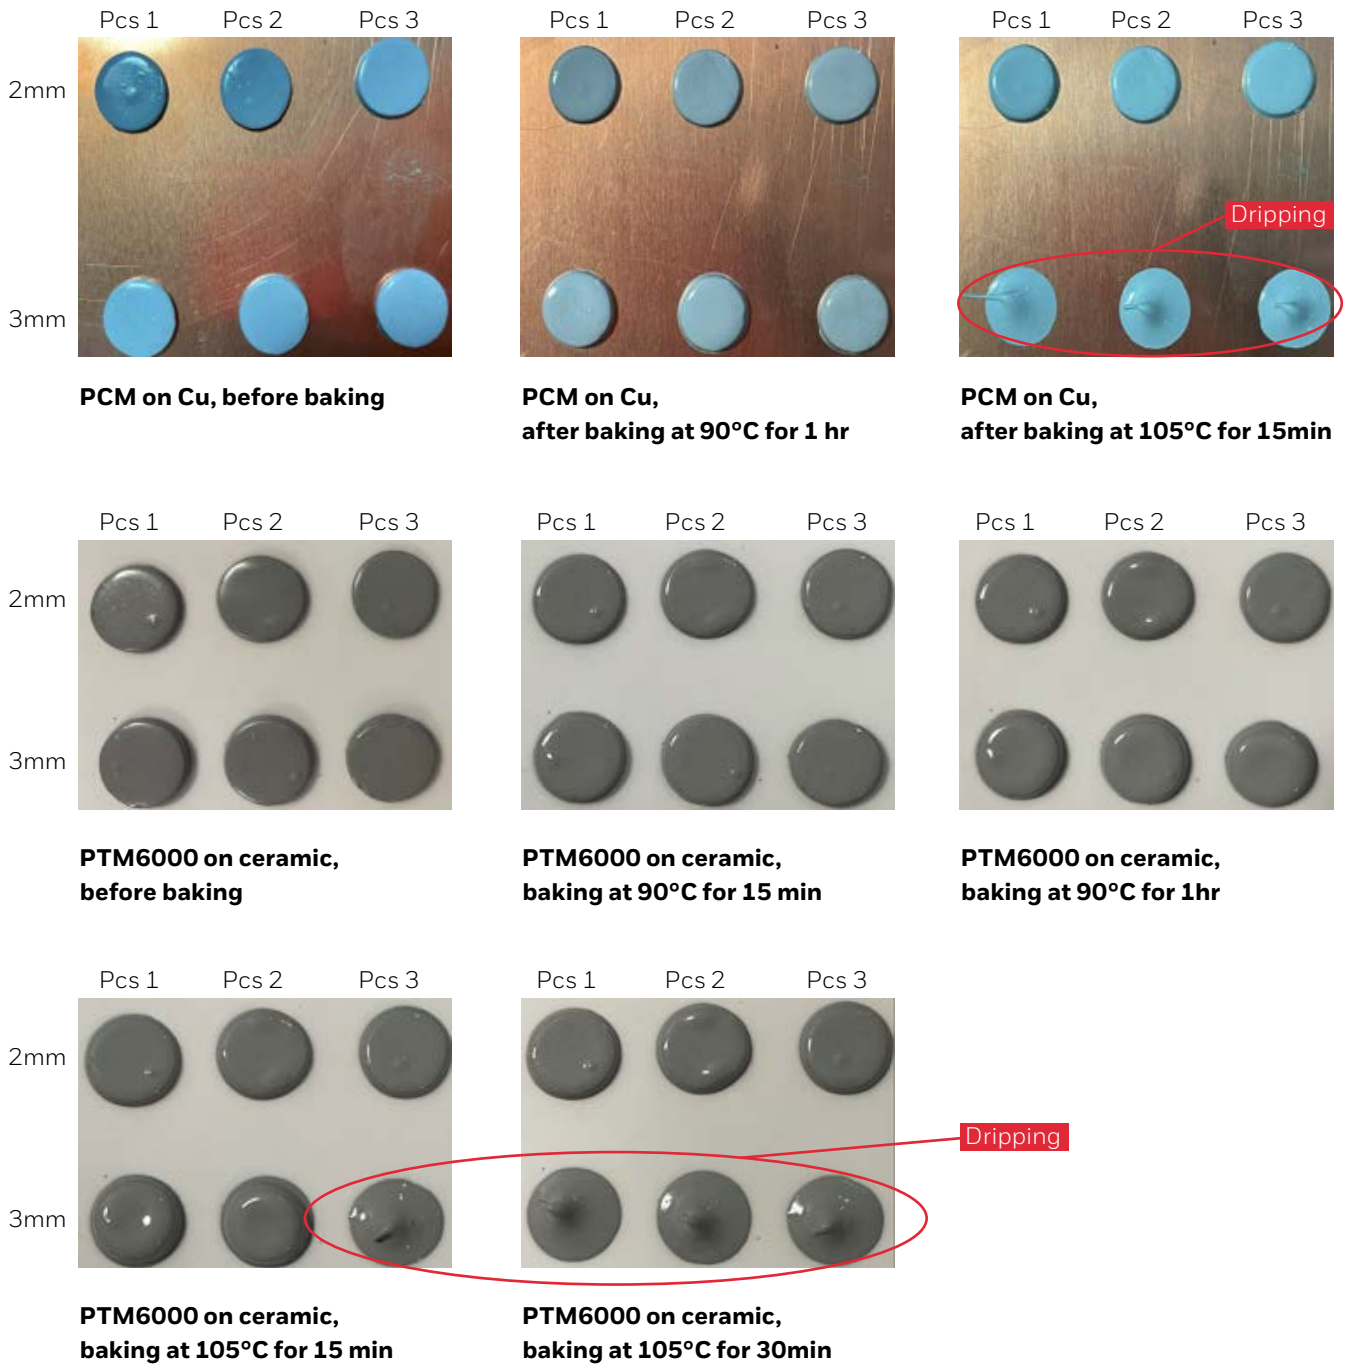 Pcs 1 Pcs 2 Pcs 3 Pcs 1 Pcs 2 Pcs 3 Pcs 1 Pcs 2 Pcs 3
2mm
Dripping
3mm
PCM on Cu, before baking
PCM on Cu,
after baking at 90°C for 1 hr
PCM on Cu,
after baking at 105°C for 15min
Pcs 1 Pcs 2 Pcs 3 Pcs 1 Pcs 2 Pcs 3 Pcs 1 Pcs 2 Pcs 3
2mm
3mm
PTM6000 on ceramic,
before baking
PTM6000 on ceramic,
baking at 90°C for 15 min
PTM6000 on ceramic,
baking at 90°C for 1hr
Pcs 1 Pcs 2 Pcs 3 Pcs 1 Pcs 2 Pcs 3
2mm
Dripping
3mm
PTM6000 on ceramic,
baking at 105°C for 15 min
PTM6000 on ceramic,
baking at 105°C for 30min